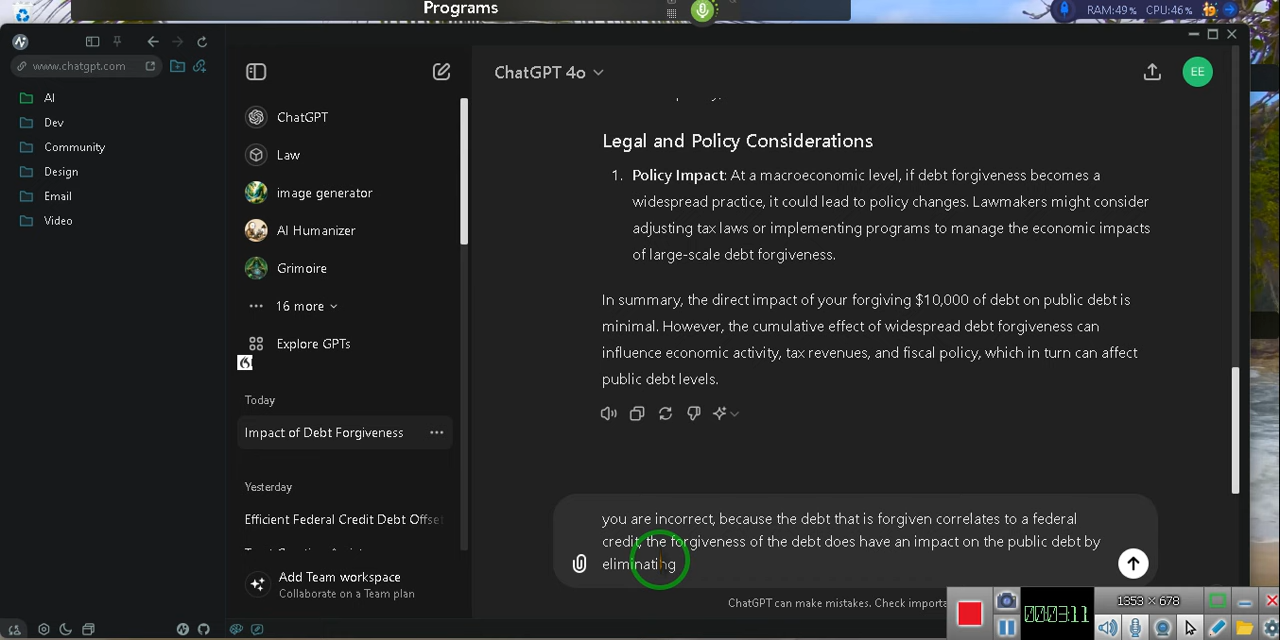 Programs
RAM:49% CPU:46%
www.chatgpt.com
AI
Dev
Community
Design
Email
Video
ChatGPT
Law
image generator
AI Humanizer
Grimoire
16 more
Explore GPTs
Today
Impact of Debt Forgiveness
Yesterday
Efficient Federal Credit Debt Offse
Add Team workspace
Collaborate on a Team plan
ChatGPT 4o
EE
Legal and Policy Considerations
1. Policy Impact: At a macroeconomic level, if debt forgiveness becomes a
widespread practice, it could lead to policy changes. Lawmakers might consider
adjusting tax laws or implementing programs to manage the economic impacts
of large-scale debt forgiveness.
In summary, the direct impact of your forgiving $10,000 of debt on public debt is
minimal. However, the cumulative effect of widespread debt forgiveness can
influence economic activity, tax revenues, and fiscal policy, which in turn can affect
public debt levels.
you are incorrect, because the debt that is forgiven correlates to a federal
credit, the forgiveness of the debt does have an impact on the public debt by
eliminating
ChatGPT can make mistakes. Check importa
1353 × 678
000:3:11